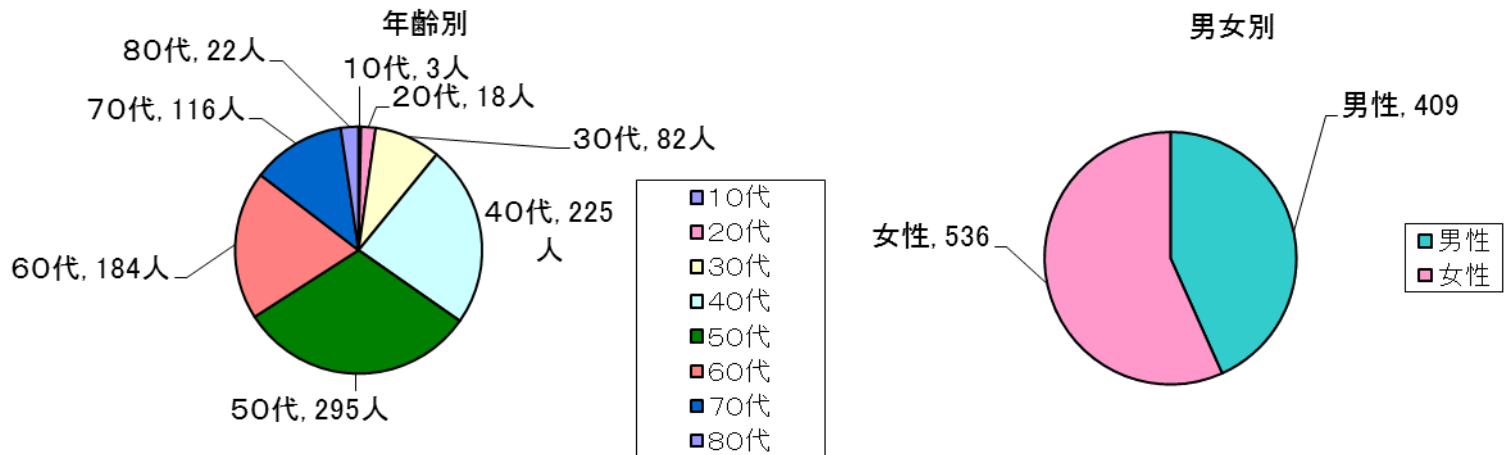 年齢別
80代, 22人
10代, 3人
20代, 18人
70代, 116人
30代, 82人
40代, 225
人
60代, 184人
50代, 295人
10代
20代
30代
40代
50代
60代
70代
80代
男女別
男性, 409
女性, 536
男性
女性